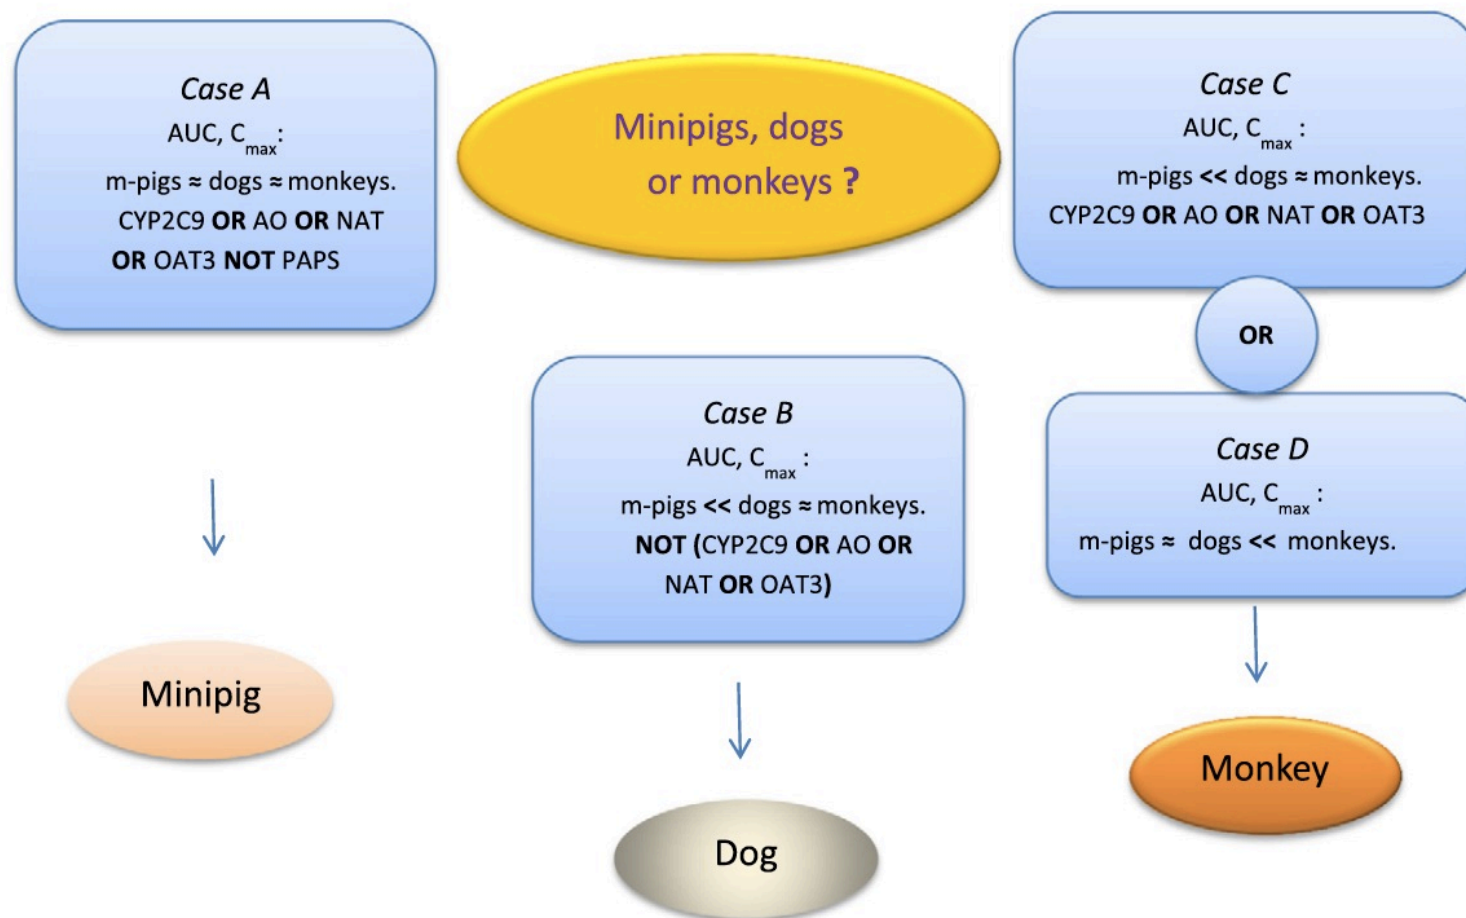 Case A
AUC, Cmax:
m-pigs ≈ dogs ≈ monkeys.
CYP2C9 OR AO OR NAT
OR OAT3 NOT PAPS
Minipig
Minipigs, dogs
or monkeys ?
Case B
AUC, Cmax :
m-pigs << dogs ≈ monkeys.
NOT (CYP2C9 OR AO OR
NAT OR OAT3)
Dog
Case C
AUC, Cmax :
m-pigs << dogs ≈ monkeys.
CYP2C9 OR AO OR NAT OR OAT3
OR
Case D
AUC, Cmax :
m-pigs ≈ dogs << monkeys.
Monkey